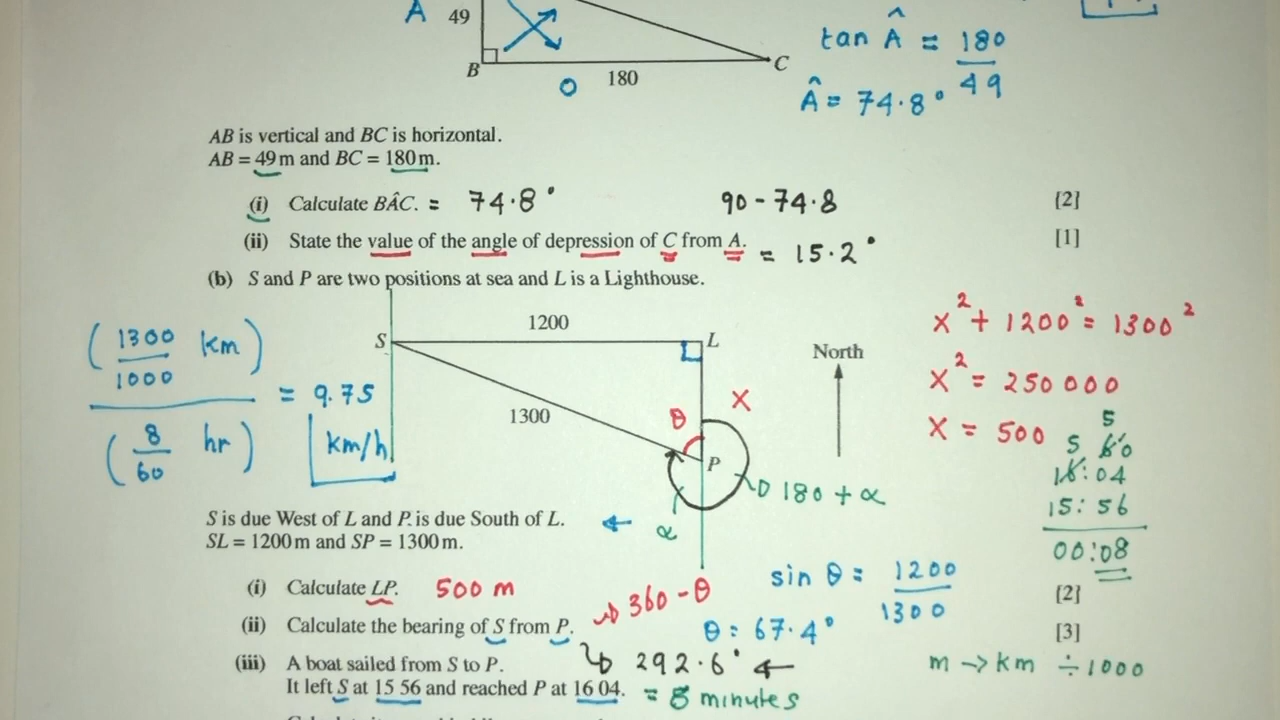 A 49
B
180
C
O
tan Â = 180
49
Â = 74.8°
AB is vertical and BC is horizontal.
AB = 49 m and BC = 180 m.
(i) Calculate BÂC. = 74.8° 90 - 74.8 [2]
(ii) State the value of the angle of depression of C from A. = 15.2° [1]
(b) S and P are two positions at sea and L is a Lighthouse.
1200
S
L
1300
P
North
θ
X
α
180 + α
(1300 km)
1000
(8 hr)
60
= 9.75
km/h
x² + 1200² = 1300²
x² = 250 000
x = 500
5
5 60
16:04
15:56
00:08
S is due West of L and P is due South of L.
SL = 1200 m and SP = 1300 m.
(i) Calculate LP. 500 m [2]
360 - θ
sin θ = 1200
1300
θ = 67.4°
(ii) Calculate the bearing of S from P. [3]
292.6°
(iii) A boat sailed from S to P.
It left S at 15 56 and reached P at 16 04. = 8 minutes
m → km ÷ 1000